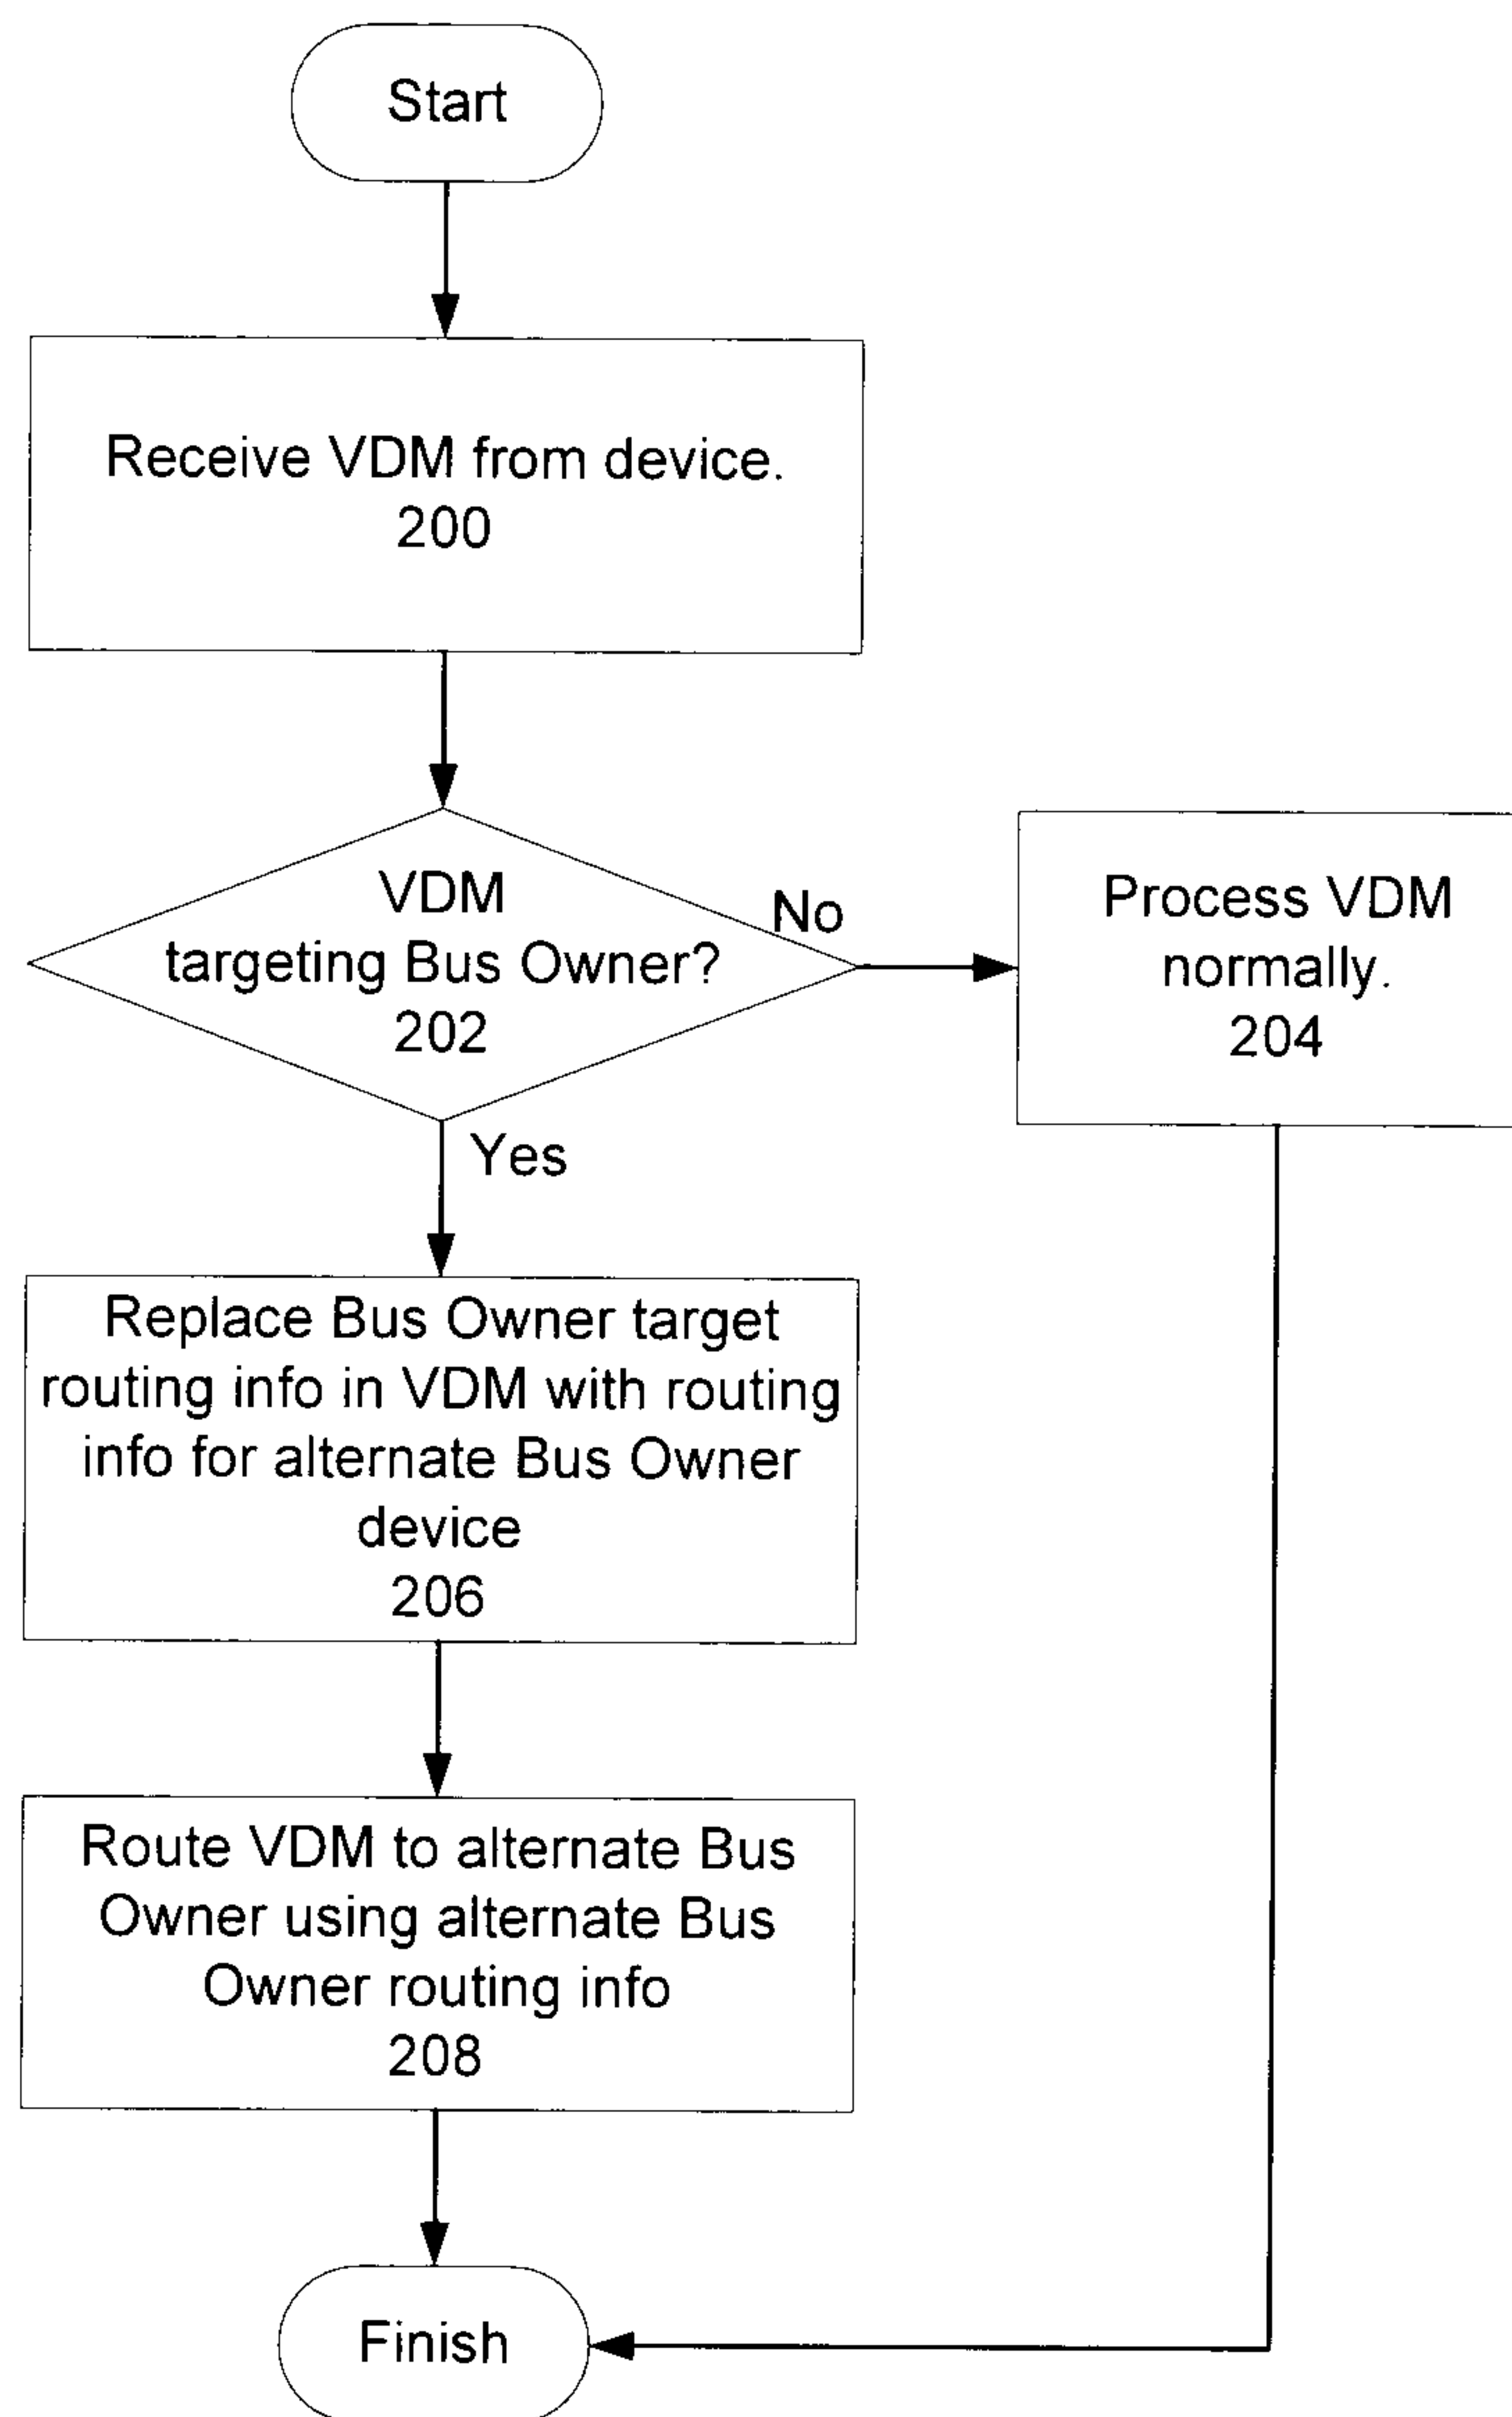 Start
Receive VDM from device.
200
VDM
targeting Bus Owner?
202
No
Process VDM
normally.
204
Yes
Replace Bus Owner target
routing info in VDM with routing
info for alternate Bus Owner
device
206
Route VDM to alternate Bus
Owner using alternate Bus
Owner routing info
208
Finish